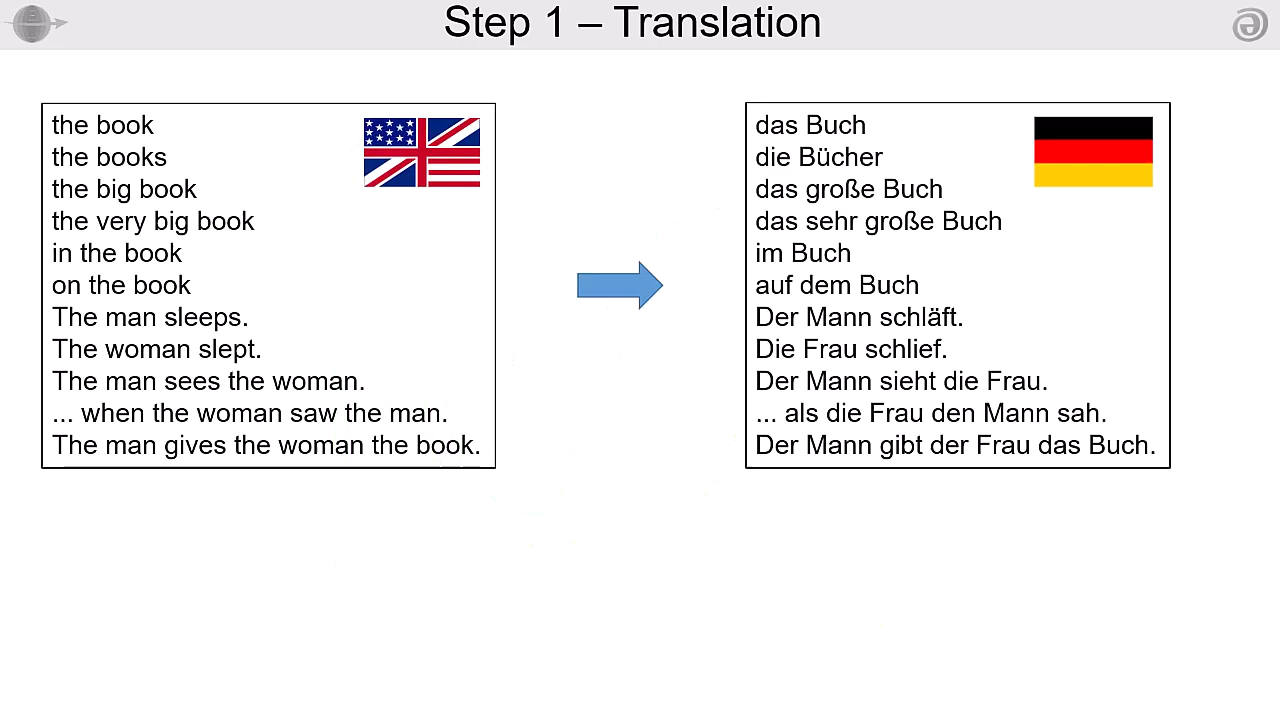 Step 1 – Translation
the book
the books
the big book
the very big book
in the book
on the book
The man sleeps.
The woman slept.
The man sees the woman.
... when the woman saw the man.
The man gives the woman the book.
das Buch
die Bücher
das große Buch
das sehr große Buch
im Buch
auf dem Buch
Der Mann schläft.
Die Frau schlief.
Der Mann sieht die Frau.
... als die Frau den Mann sah.
Der Mann gibt der Frau das Buch.